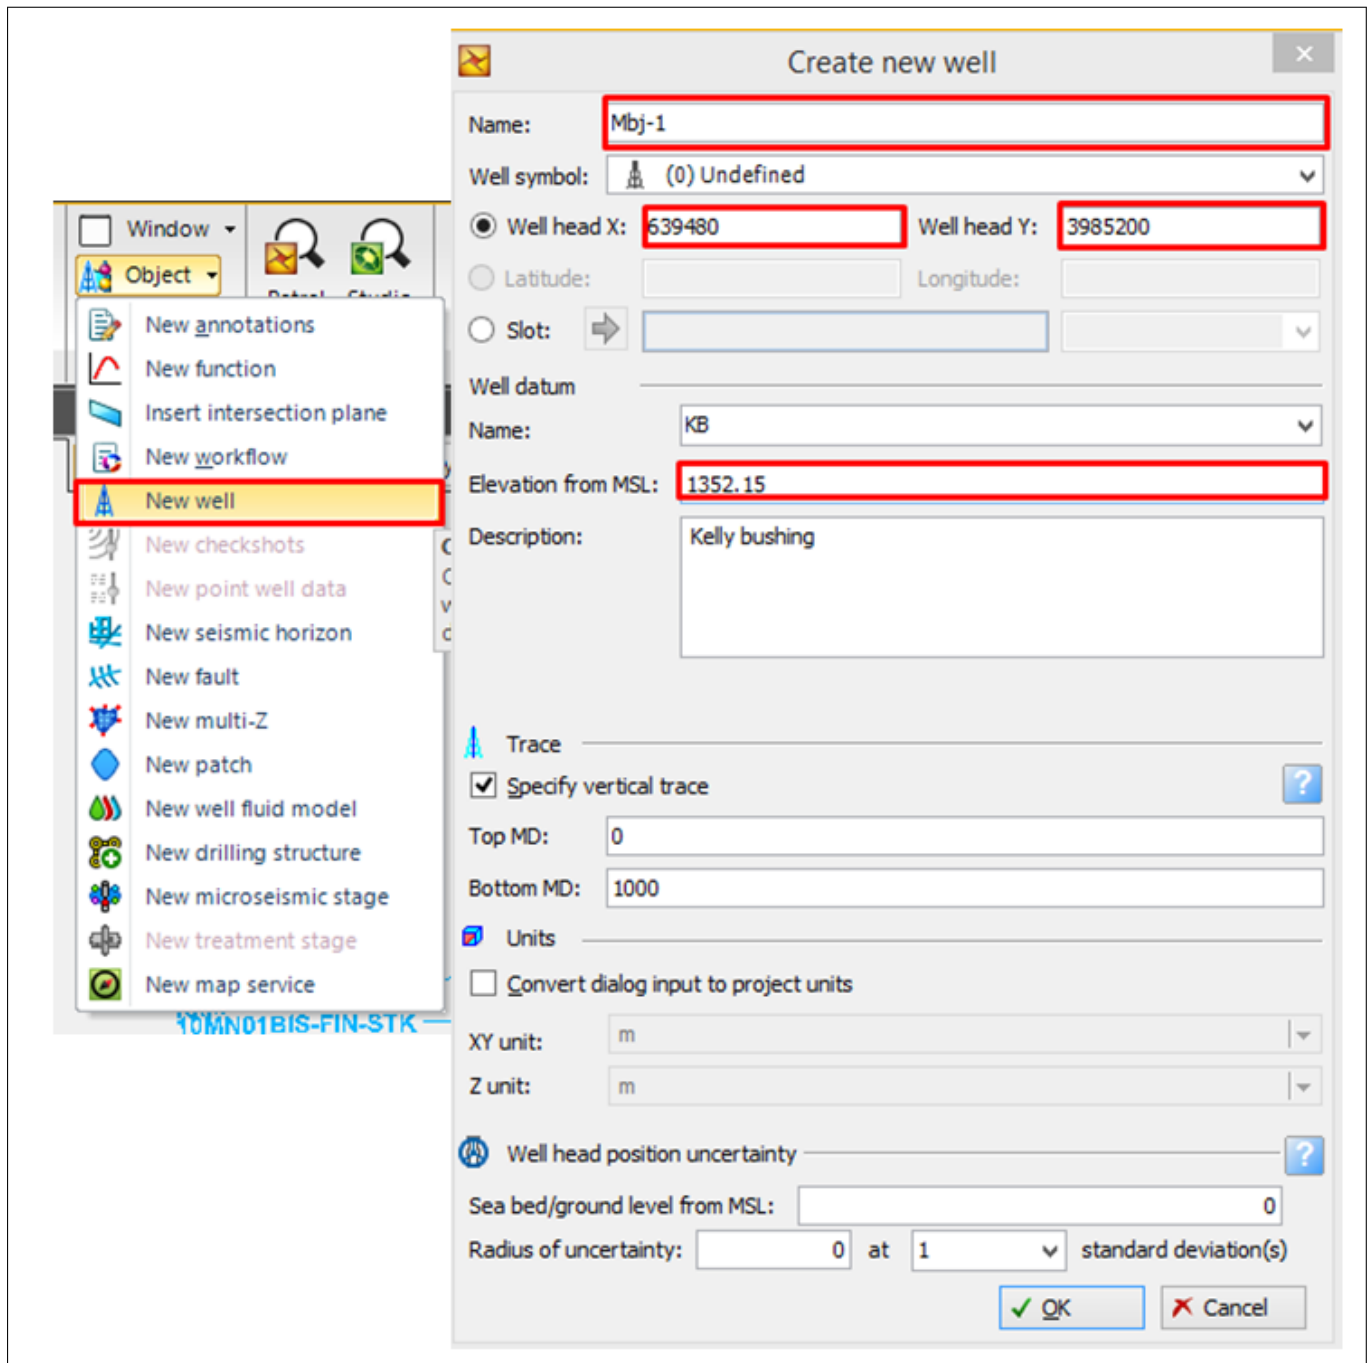 Window
Object
New annotations
New function
Insert intersection plane
New workflow
New well
New checkshots
New point well data
New seismic horizon
New fault
New multi-Z
New patch
New well fluid model
New drilling structure
New microseismic stage
New treatment stage
New map service
10MN01BIS-FIN-STK
Create new well
Name: Mbj-1
Well symbol: (0) Undefined
Well head X: 639480 Well head Y: 3985200
Latitude: Longitude:
Slot:
Well datum
Name: KB
Elevation from MSL: 1352.15
Description: Kelly bushing
Trace
Specify vertical trace
?
Top MD: 0
Bottom MD: 1000
Units
Convert dialog input to project units
XY unit: m
Z unit: m
Well head position uncertainty
?
Sea bed/ground level from MSL: 0
Radius of uncertainty: 0 at 1 standard deviation(s)
OK Cancel